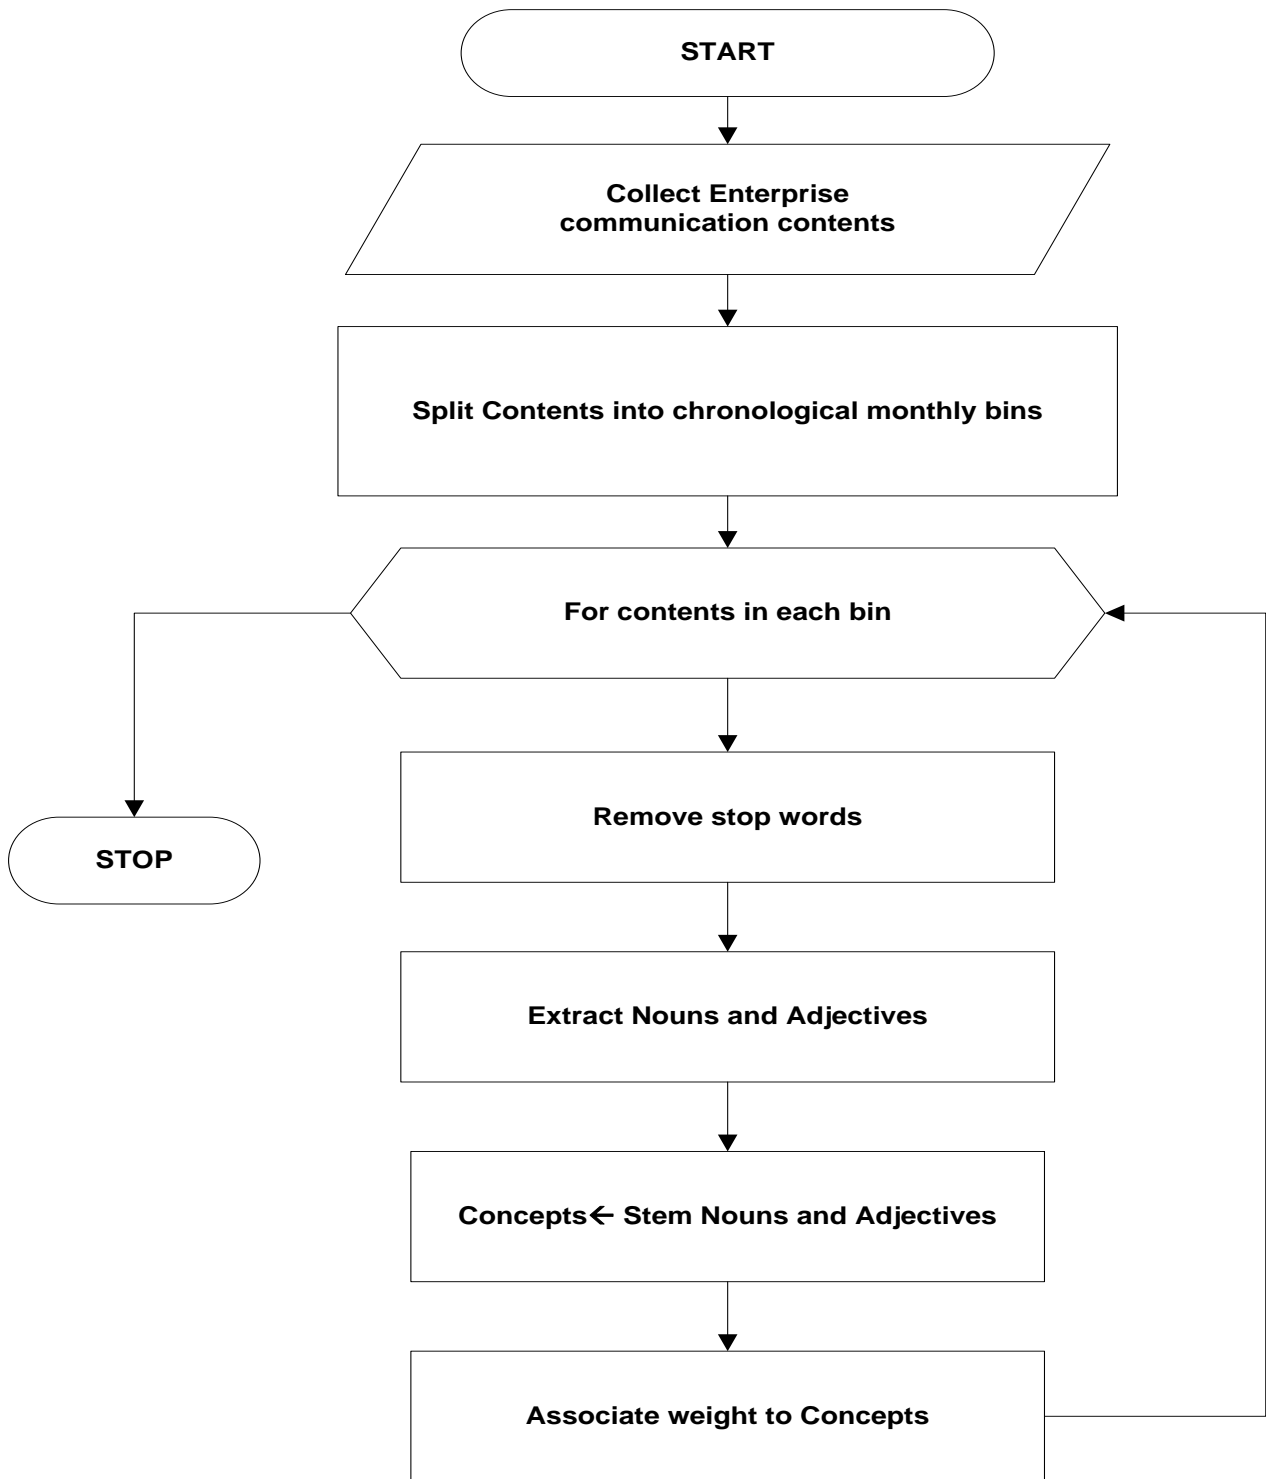 START
Collect Enterprise
communication contents
Split Contents into chronological monthly bins
For contents in each bin
Remove stop words
STOP
Extract Nouns and Adjectives
Concepts← Stem Nouns and Adjectives
Associate weight to Concepts